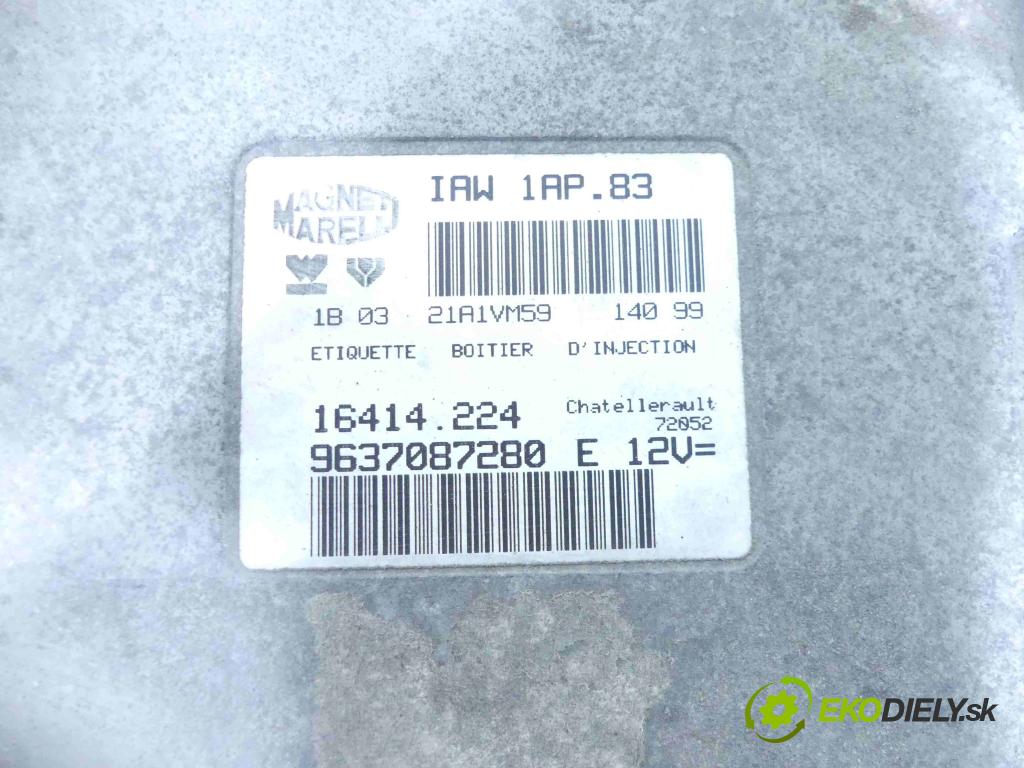 MAGNETI MARELLI
IAW 1AP.83
1B 03 21A1VM59 140 99
ETIQUETTE BOITIER D'INJECTION
16414.224 Chatellerault
72052
9637087280 E 12V=
EKODIELY.sk